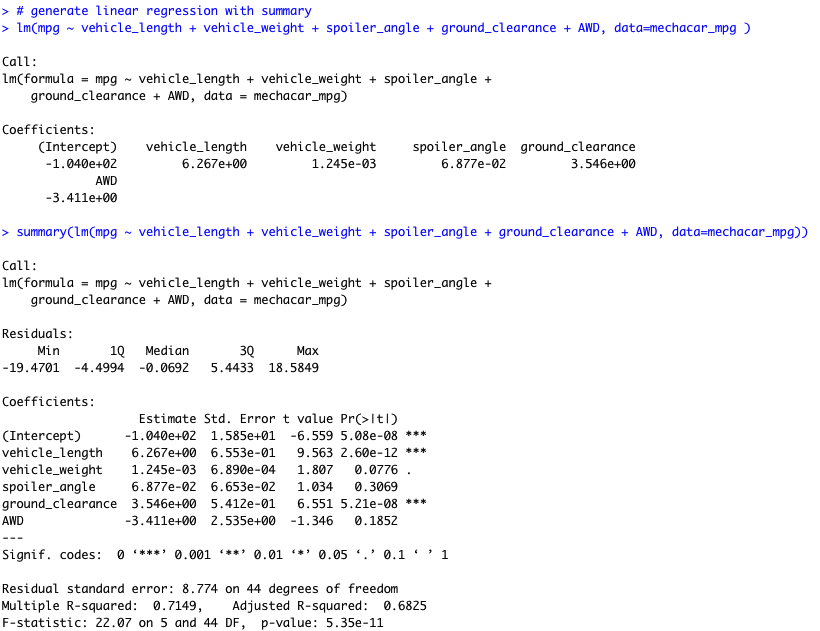 > # generate linear regression with summary
> lm(mpg ~ vehicle_length + vehicle_weight + spoiler_angle + ground_clearance + AWD, data=mechacar_mpg )

Call:
lm(formula = mpg ~ vehicle_length + vehicle_weight + spoiler_angle +
    ground_clearance + AWD, data = mechacar_mpg)

Coefficients:
     (Intercept)    vehicle_length    vehicle_weight     spoiler_angle  ground_clearance
      -1.040e+02         6.267e+00         1.245e-03         6.877e-02         3.546e+00
             AWD
      -3.411e+00

> summary(lm(mpg ~ vehicle_length + vehicle_weight + spoiler_angle + ground_clearance + AWD, data=mechacar_mpg))

Call:
lm(formula = mpg ~ vehicle_length + vehicle_weight + spoiler_angle +
    ground_clearance + AWD, data = mechacar_mpg)

Residuals:
     Min       1Q   Median       3Q      Max
-19.4701  -4.4994  -0.0692   5.4433  18.5849

Coefficients:
                   Estimate Std. Error t value Pr(>|t|)
(Intercept)      -1.040e+02  1.585e+01  -6.559 5.08e-08 ***
vehicle_length    6.267e+00  6.553e-01   9.563 2.60e-12 ***
vehicle_weight    1.245e-03  6.890e-04   1.807   0.0776 .
spoiler_angle     6.877e-02  6.653e-02   1.034   0.3069
ground_clearance  3.546e+00  5.412e-01   6.551 5.21e-08 ***
AWD              -3.411e+00  2.535e+00  -1.346   0.1852
---
Signif. codes:  0 ‘***’ 0.001 ‘**’ 0.01 ‘*’ 0.05 ‘.’ 0.1 ‘ ’ 1

Residual standard error: 8.774 on 44 degrees of freedom
Multiple R-squared:  0.7149,    Adjusted R-squared:  0.6825
F-statistic: 22.07 on 5 and 44 DF,  p-value: 5.35e-11